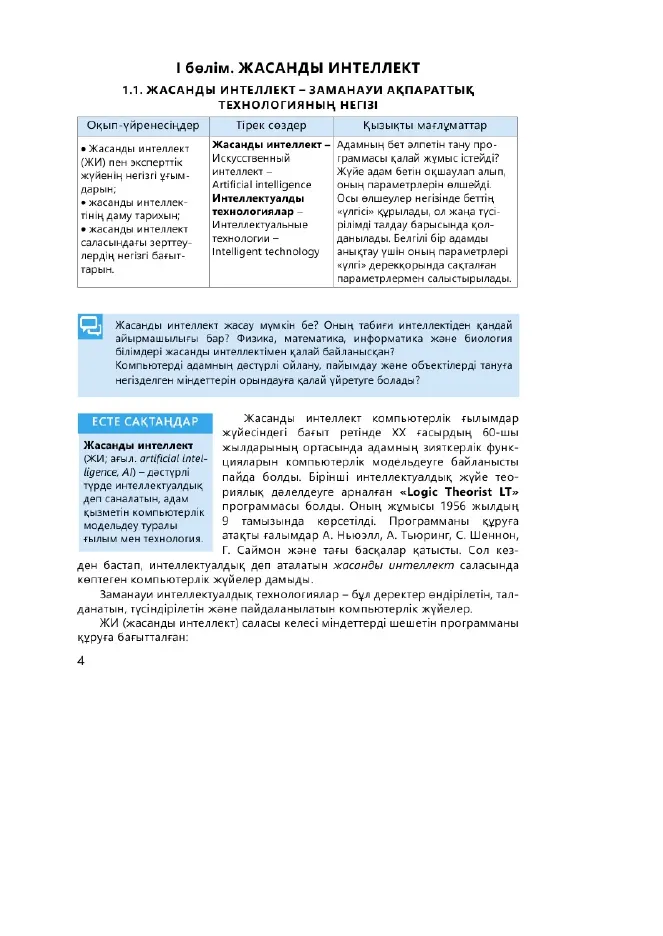 І бөлім. ЖАСАНДЫ ИНТЕЛЛЕКТ
1.1. ЖАСАНДЫ ИНТЕЛЛЕКТ – ЗАМАНАУИ АҚПАРАТТЫҚ
ТЕХНОЛОГИЯНЫҢ НЕГІЗІ
Оқып-үйренесіңдер
• Жасанды интеллект
(ЖИ) пен эксперттік
жүйенің негізгі ұғым-
дарын;
• жасанды интеллек-
тінің даму тарихын;
• жасанды интеллект
саласындағы зерттеу-
лердің негізгі бағыт-
тарын.
Тірек сөздер
Жасанды интеллект –
Искусственный
интеллект –
Artificial intelligence
Интеллектуалды
технологиялар –
Интеллектуальные
технологии –
Intelligent technology
Қызықты мағлұматтар
Адамның бет әлпетін тану про-
граммасы қалай жұмыс істейді?
Жүйе адам бетін оқшаулап алып,
оның параметрлерін өлшейді.
Осы өлшеулер негізінде беттің
«үлгісі» құрылады, ол жаңа түсі-
рілімді талдау барысында қол-
данылады. Белгілі бір адамды
анықтау үшін оның параметрлері
«үлгі» дерекқорында сақталған
параметрлермен салыстырылады.
Жасанды интеллект жасау мүмкін бе? Оның табиғи интеллектіден қандай
айырмашылығы бар? Физика, математика, информатика және биология
білімдері жасанды интеллектімен қалай байланысқан?
Компьютерді адамның дәстүрлі ойлану, пайымдау және объектілерді тануға
негізделген міндеттерін орындауға қалай үйретуге болады?
ЕСТЕ САҚТАҢДАР
Жасанды интеллект
(ЖИ; ағыл. artificial intel-
ligence, AI) – дәстүрлі
түрде интеллектуалдық
деп саналатын, адам
қызметін компьютерлік
модельдеу туралы
ғылым мен технология.
Жасанды интеллект компьютерлік ғылымдар
жүйесіндегі бағыт ретінде ХХ ғасырдың 60-шы
жылдарының ортасында адамның зияткерлік функ-
цияларын компьютерлік модельдеуге байланысты
пайда болды. Бірінші интеллектуалдық жүйе тео-
риялық дәлелдеуге арналған «Logic Theorist LT»
программасы болды. Оның жұмысы 1956 жылдың
9 тамызында көрсетілді. Программаны құруға
атақты ғалымдар А. Ньюэлл, А. Тьюринг, С. Шеннон,
Г. Саймон және тағы басқалар қатысты. Сол кез-
ден бастап, интеллектуалдық деп аталатын жасанды интеллект саласында
көптеген компьютерлік жүйелер дамыды.
Заманауи интеллектуалдық технологиялар – бұл деректер өндірілетін, тал-
данатын, түсіндірілетін және пайдаланылатын компьютерлік жүйелер.
ЖИ (жасанды интеллект) саласы келесі міндеттерді шешетін программаны
құруға бағытталған:
4